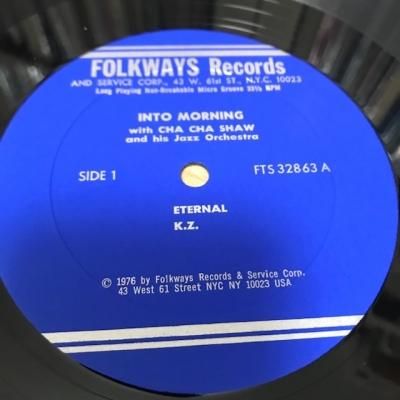 FOLKWAYS Records
AND SERVICE CORP., 43 W. 61st ST., N.Y.C. 10023
Long Playing Non-Breakable Micro Groove 33⅓ RPM
INTO MORNING
with CHA CHA SHAW
and his Jazz Orchestra
SIDE 1
FTS 32863 A
ETERNAL
K.Z.
© 1976 by Folkways Records & Service Corp.
43 West 61 Street NYC NY 10023 USA